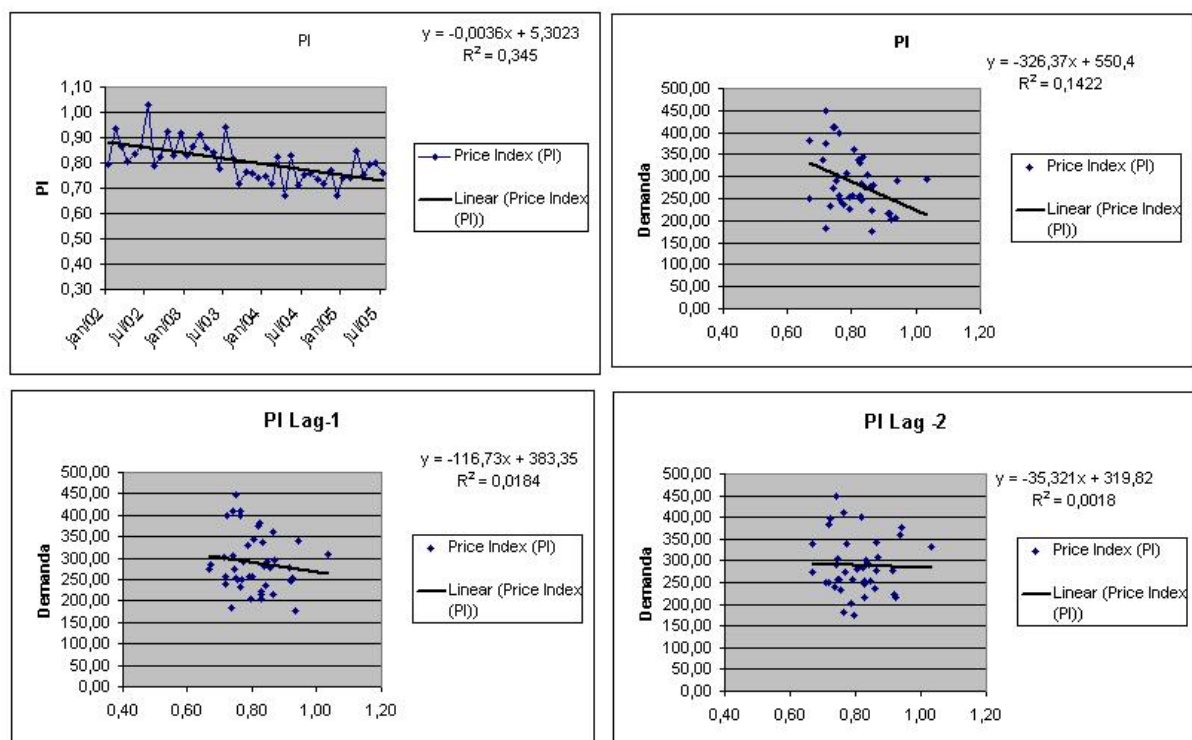 PI
y = -0,0036x + 5,3023
R² = 0,345
1,10
1,00
0,90
0,80
0,70
0,60
0,50
0,40
0,30
PI
Jan/02
Jul/02
Jan/03
Jul/03
Jan/04
Jul/04
Jan/05
Jul/05
Price Index (PI)
Linear (Price Index
(PI))
PI
y = -326,37x + 550,4
R² = 0,1422
500,00
450,00
400,00
350,00
300,00
250,00
200,00
150,00
100,00
50,00
0,00
Demanda
0,40 0,60 0,80 1,00 1,20
Price Index (PI)
Linear (Price Index
(PI))
PI Lag-1
y = -116,73x + 383,35
R² = 0,0184
500,00
450,00
400,00
350,00
300,00
250,00
200,00
150,00
100,00
50,00
0,00
Demanda
0,40 0,60 0,80 1,00 1,20
Price Index (PI)
Linear (Price Index
(PI))
PI Lag -2
y = -35,321x + 319,82
R² = 0,0018
500,00
450,00
400,00
350,00
300,00
250,00
200,00
150,00
100,00
50,00
0,00
Demanda
0,40 0,60 0,80 1,00 1,20
Price Index (PI)
Linear (Price Index
(PI))